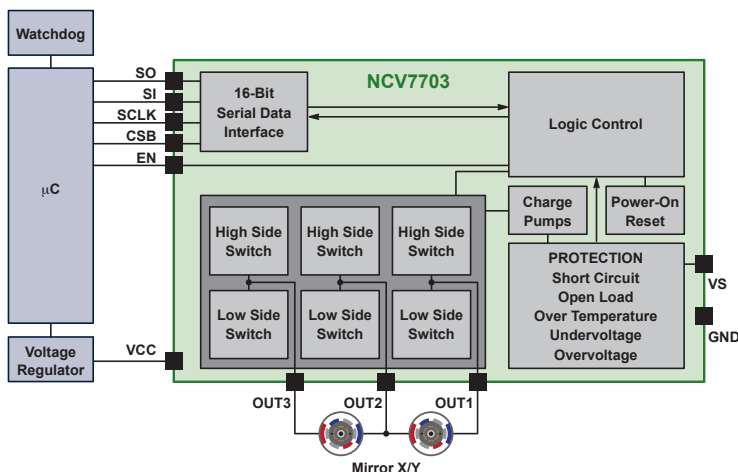 Watchdog
μC
Voltage
Regulator
SO
SI
SCLK
CSB
EN
VCC
NCV7703
16-Bit
Serial Data
Interface
Logic Control
Charge
Pumps
Power-On
Reset
High Side
Switch
High Side
Switch
High Side
Switch
Low Side
Switch
Low Side
Switch
Low Side
Switch
PROTECTION
Short Circuit
Open Load
Over Temperature
Undervoltage
Overvoltage
VS
GND
OUT3
OUT2
OUT1
Mirror X/Y